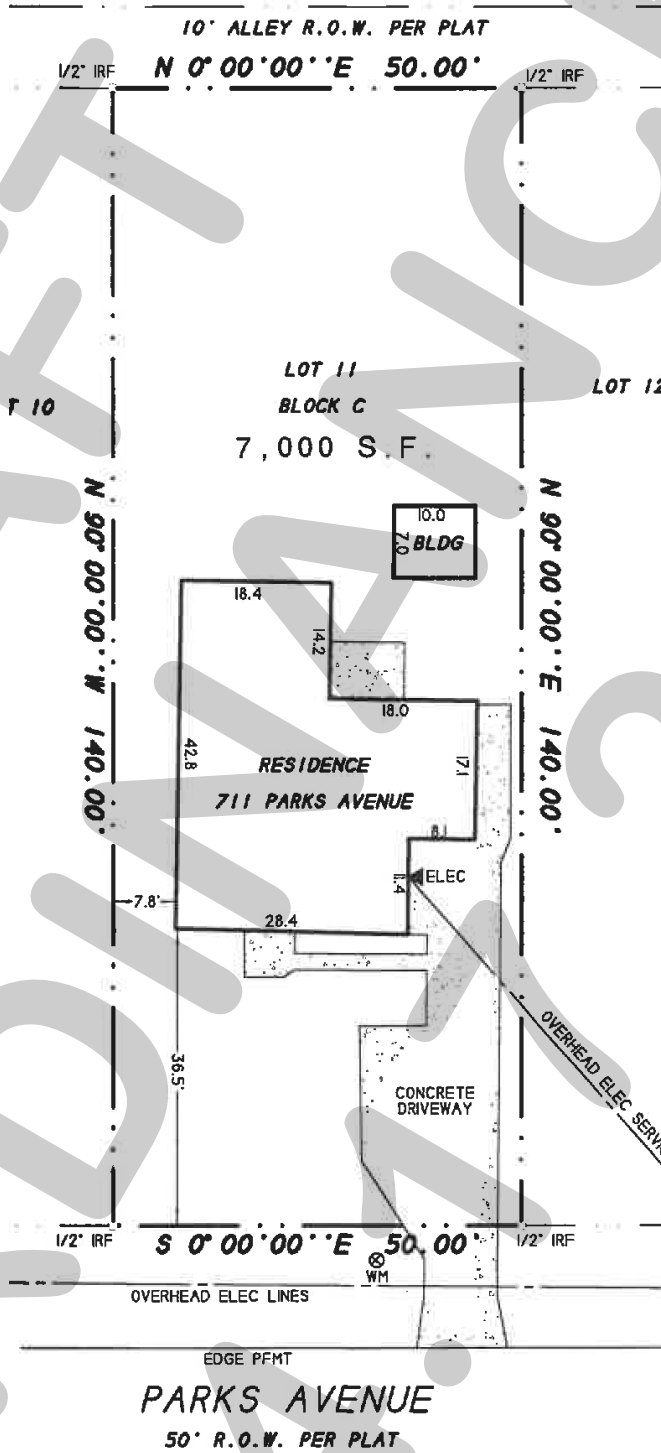 10' ALLEY R.O.W. PER PLAT
1/2" IRF
N 0°00'00''E 50.00'
1/2" IRF
LOT 11
BLOCK C
7,000 S.F.
T 10
LOT 12
N 90°00'00''W 140.00'
N 90°00'00''E 140.00'
10.0
7.0
BLDG
18.4
14.2
18.0
42.8
17.1
RESIDENCE
711 PARKS AVENUE
8.1
11.4
ELEC
7.8'
28.4
36.5'
OVERHEAD ELEC SERVI
CONCRETE
DRIVEWAY
1/2" IRF
S 0°00'00''E 50.00'
1/2" IRF
WM
OVERHEAD ELEC LINES
EDGE PFMT
PARKS AVENUE
50' R.O.W. PER PLAT